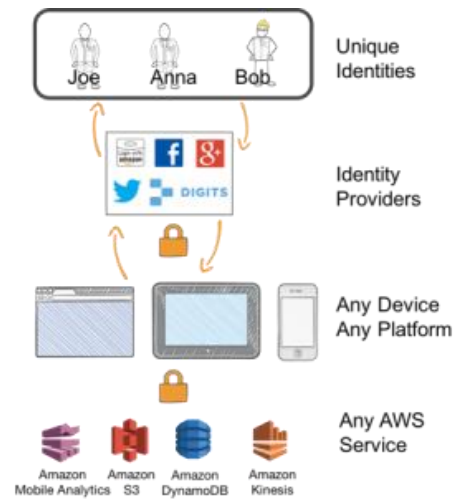 Joe
Anna
Bob
Unique
Identities
Login with
amazon
f
g+
DIGITS
Identity
Providers
Any Device
Any Platform
Any AWS
Service
Amazon
Mobile Analytics
Amazon
S3
Amazon
DynamoDB
Amazon
Kinesis